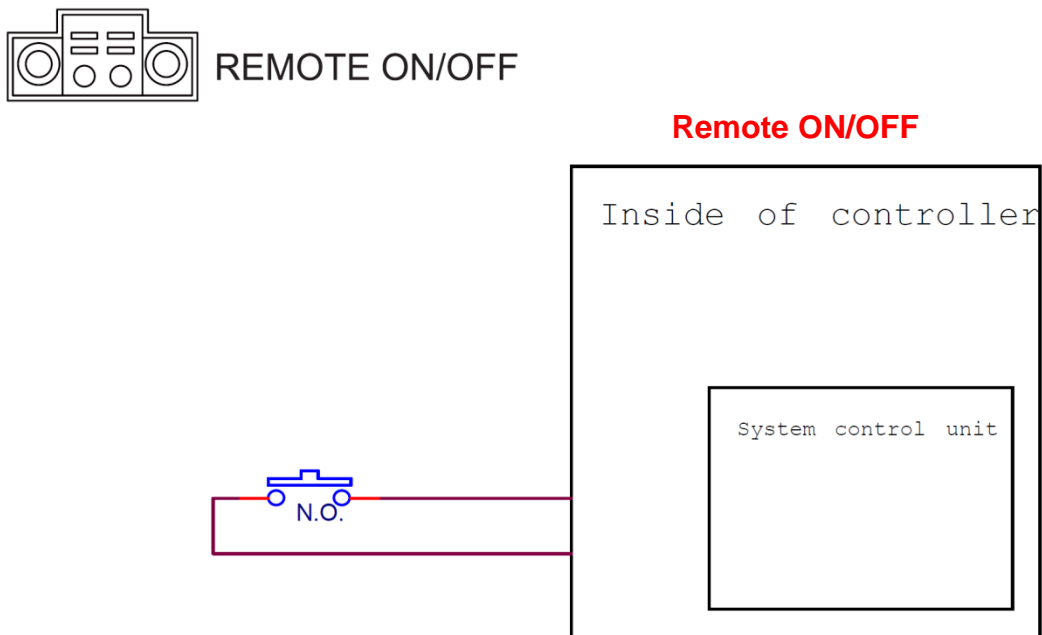 REMOTE ON/OFF
Remote ON/OFF
Inside of controller
System control unit
N.O.